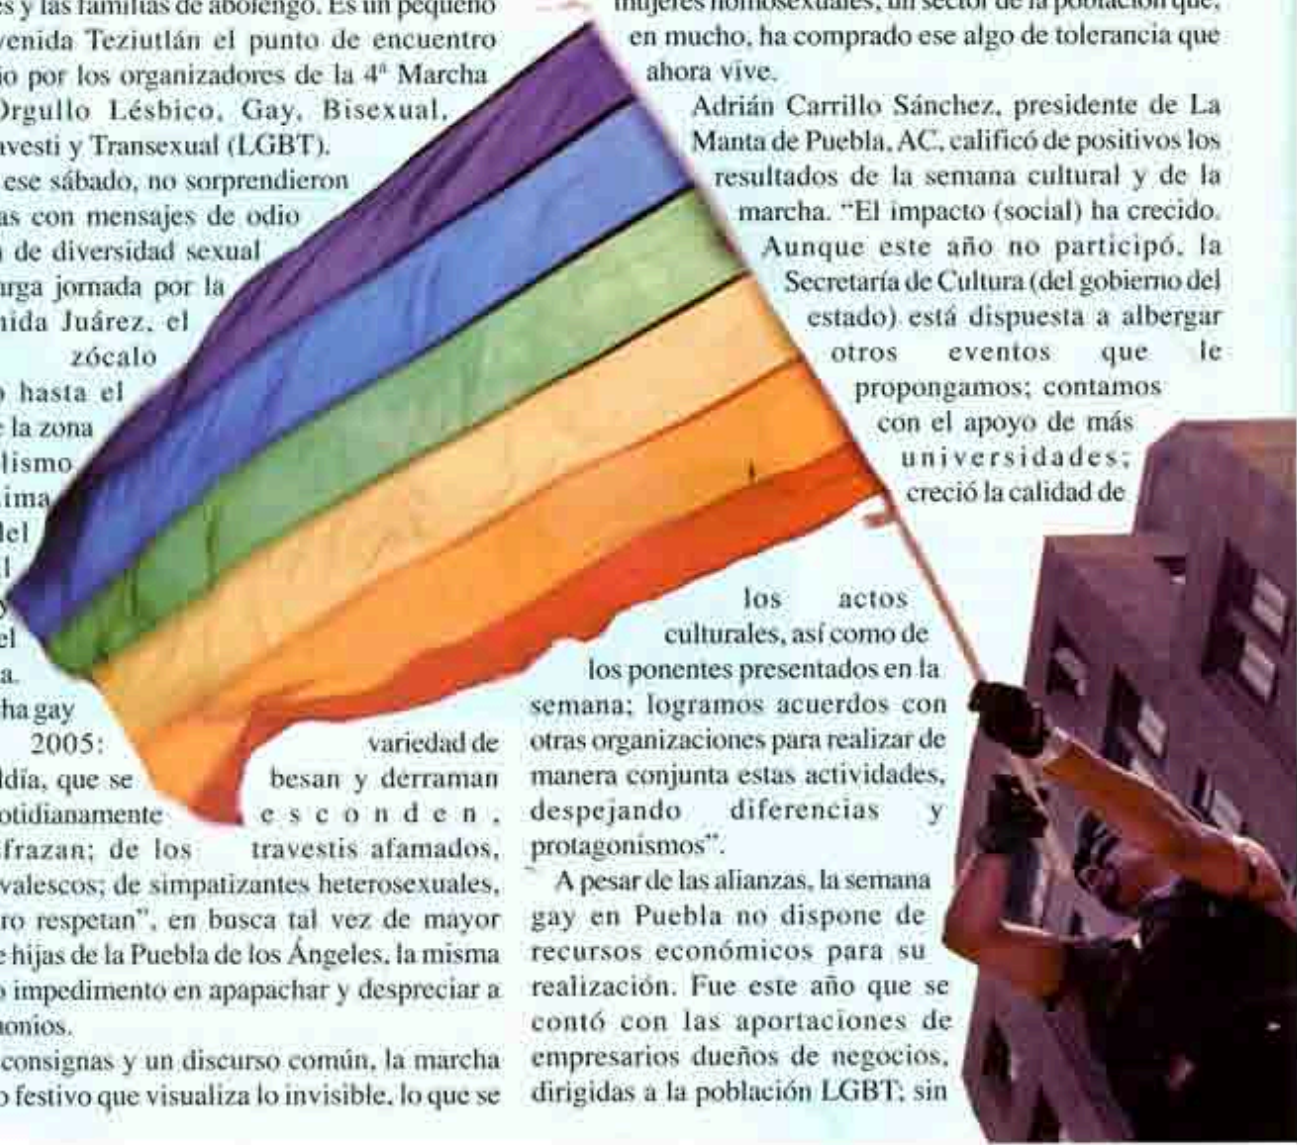 es y las familias de abolengo. Es un pequeño
venida Teziutlán el punto de encuentro
io por los organizadores de la 4ª Marcha
Orgullo Lésbico, Gay, Bisexual,
avesti y Transexual (LGBT).
ese sábado, no sorprendieron
as con mensajes de odio
de diversidad sexual
arga jornada por la
nida Juárez, el
zócalo
hasta el
la zona
lismo
ima
del
el
a.
ha gay
2005:
ldía, que se
otidianamente
frazan; de los
valescos; de simpatizantes heterosexuales,
ro respetan", en busca tal vez de mayor
e hijas de la Puebla de los Ángeles, la misma
o impedimento en apapachar y despreciar a
nonios.
consignas y un discurso común, la marcha
o festivo que visualiza lo invisible, lo que se
variedad de
besan y derraman
esconden,
travestis afamados,
mujeres homosexuales, un sector de la población que,
en mucho, ha comprado ese algo de tolerancia que
ahora vive.
Adrián Carrillo Sánchez, presidente de La
Manta de Puebla, AC, calificó de positivos los
resultados de la semana cultural y de la
marcha. "El impacto (social) ha crecido.
Aunque este año no participó, la
Secretaría de Cultura (del gobierno del
estado) está dispuesta a albergar
otros eventos que le
propongamos; contamos
con el apoyo de más
universidades;
creció la calidad de
los actos
culturales, así como de
los ponentes presentados en la
semana; logramos acuerdos con
otras organizaciones para realizar de
manera conjunta estas actividades,
despejando diferencias y
protagonismos".
A pesar de las alianzas, la semana
gay en Puebla no dispone de
recursos económicos para su
realización. Fue este año que se
contó con las aportaciones de
empresarios dueños de negocios,
dirigidas a la población LGBT; sin